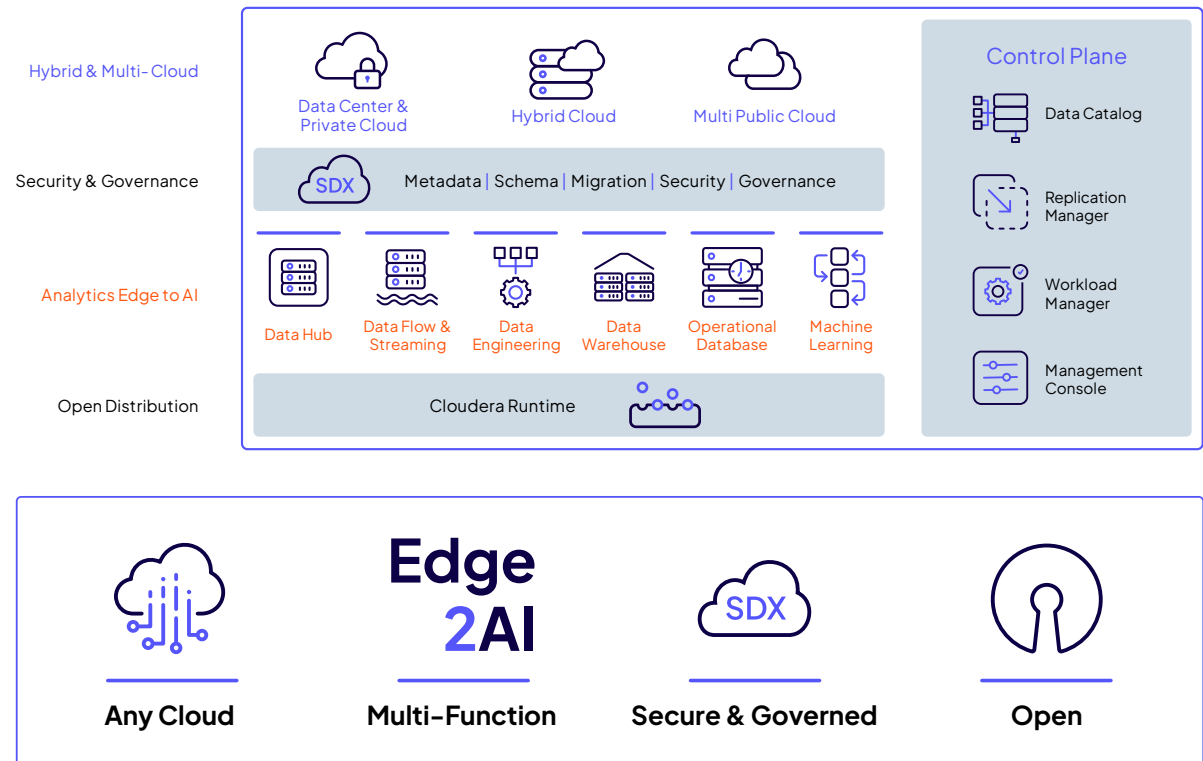 Hybrid & Multi-Cloud
Data Center &
Private Cloud
Hybrid Cloud
Multi Public Cloud
Security & Governance
SDX
Metadata | Schema | Migration | Security | Governance
Analytics Edge to AI
Data Hub
Data Flow &
Streaming
Data
Engineering
Data
Warehouse
Operational
Database
Machine
Learning
Open Distribution
Cloudera Runtime
Control Plane
Data Catalog
Replication
Manager
Workload
Manager
Management
Console
Any Cloud
Edge
2AI
Multi-Function
SDX
Secure & Governed
Open